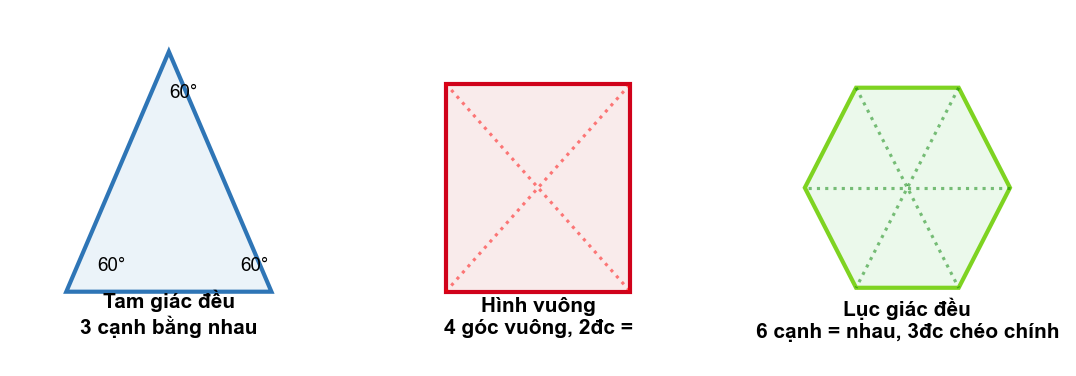 60°
60°
60°
Tam giác đều
3 cạnh bằng nhau
Hình vuông
4 góc vuông, 2đc =
Lục giác đều
6 cạnh = nhau, 3đc chéo chính